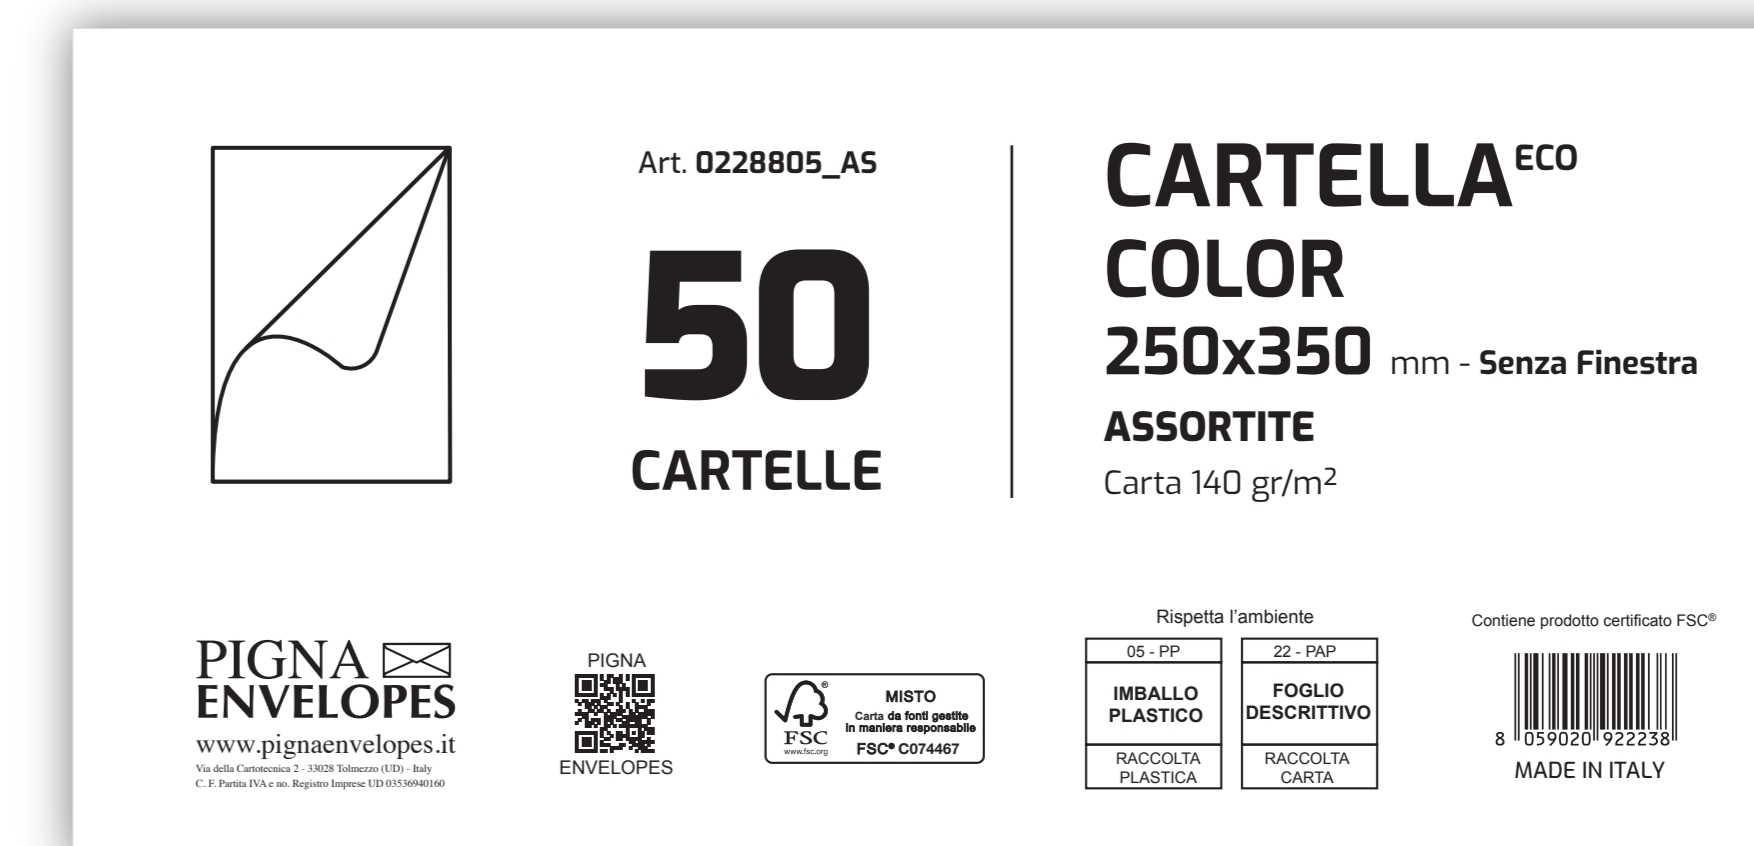 Art. 0228805_AS
50
CARTELLE
CARTELLA ECO
COLOR
250x350 mm - Senza Finestra
ASSORTITE
Carta 140 gr/m²
PIGNA
ENVELOPES
www.pignaenvelopes.it
Via della Cartotecnica 2 - 33028 Tolmezzo (UD) - Italy
C. F. Partita IVA e no. Registro Imprese UD 03536940160
PIGNA
ENVELOPES
®
FSC
www.fsc.org
MISTO
Carta da fonti gestite
in maniera responsabile
FSC® C074467
Rispetta l'ambiente
05 - PP
IMBALLO
PLASTICO
RACCOLTA
PLASTICA
22 - PAP
FOGLIO
DESCRITTIVO
RACCOLTA
CARTA
Contiene prodotto certificato FSC®
8 059020 922238
MADE IN ITALY